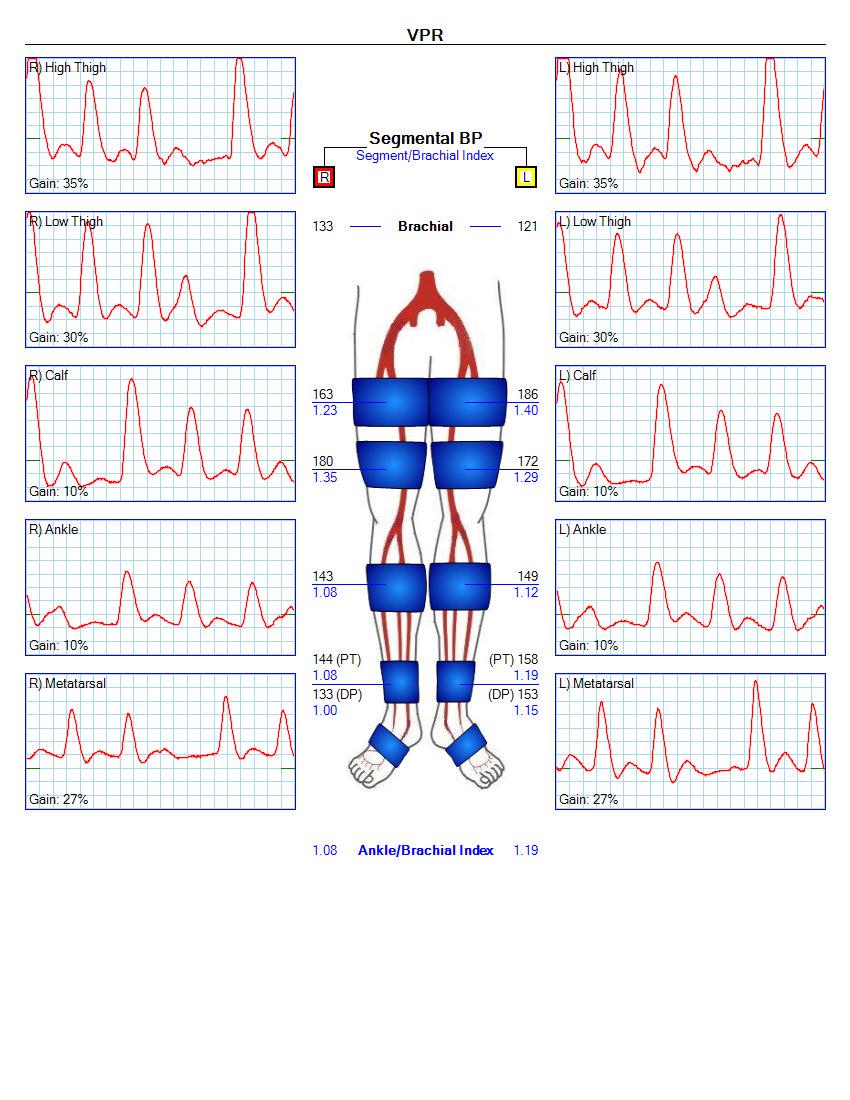 VPR
R) High Thigh
Gain: 35%
R) Low Thigh
Gain: 30%
R) Calf
Gain: 10%
R) Ankle
Gain: 10%
R) Metatarsal
Gain: 27%
Segmental BP
Segment/Brachial Index
R L
133 Brachial 121
163 186
1.23 1.40
180 172
1.35 1.29
143 149
1.08 1.12
144 (PT) (PT) 158
1.08 1.19
133 (DP) (DP) 153
1.00 1.15
1.08 Ankle/Brachial Index 1.19
L) High Thigh
Gain: 35%
L) Low Thigh
Gain: 30%
L) Calf
Gain: 10%
L) Ankle
Gain: 10%
L) Metatarsal
Gain: 27%